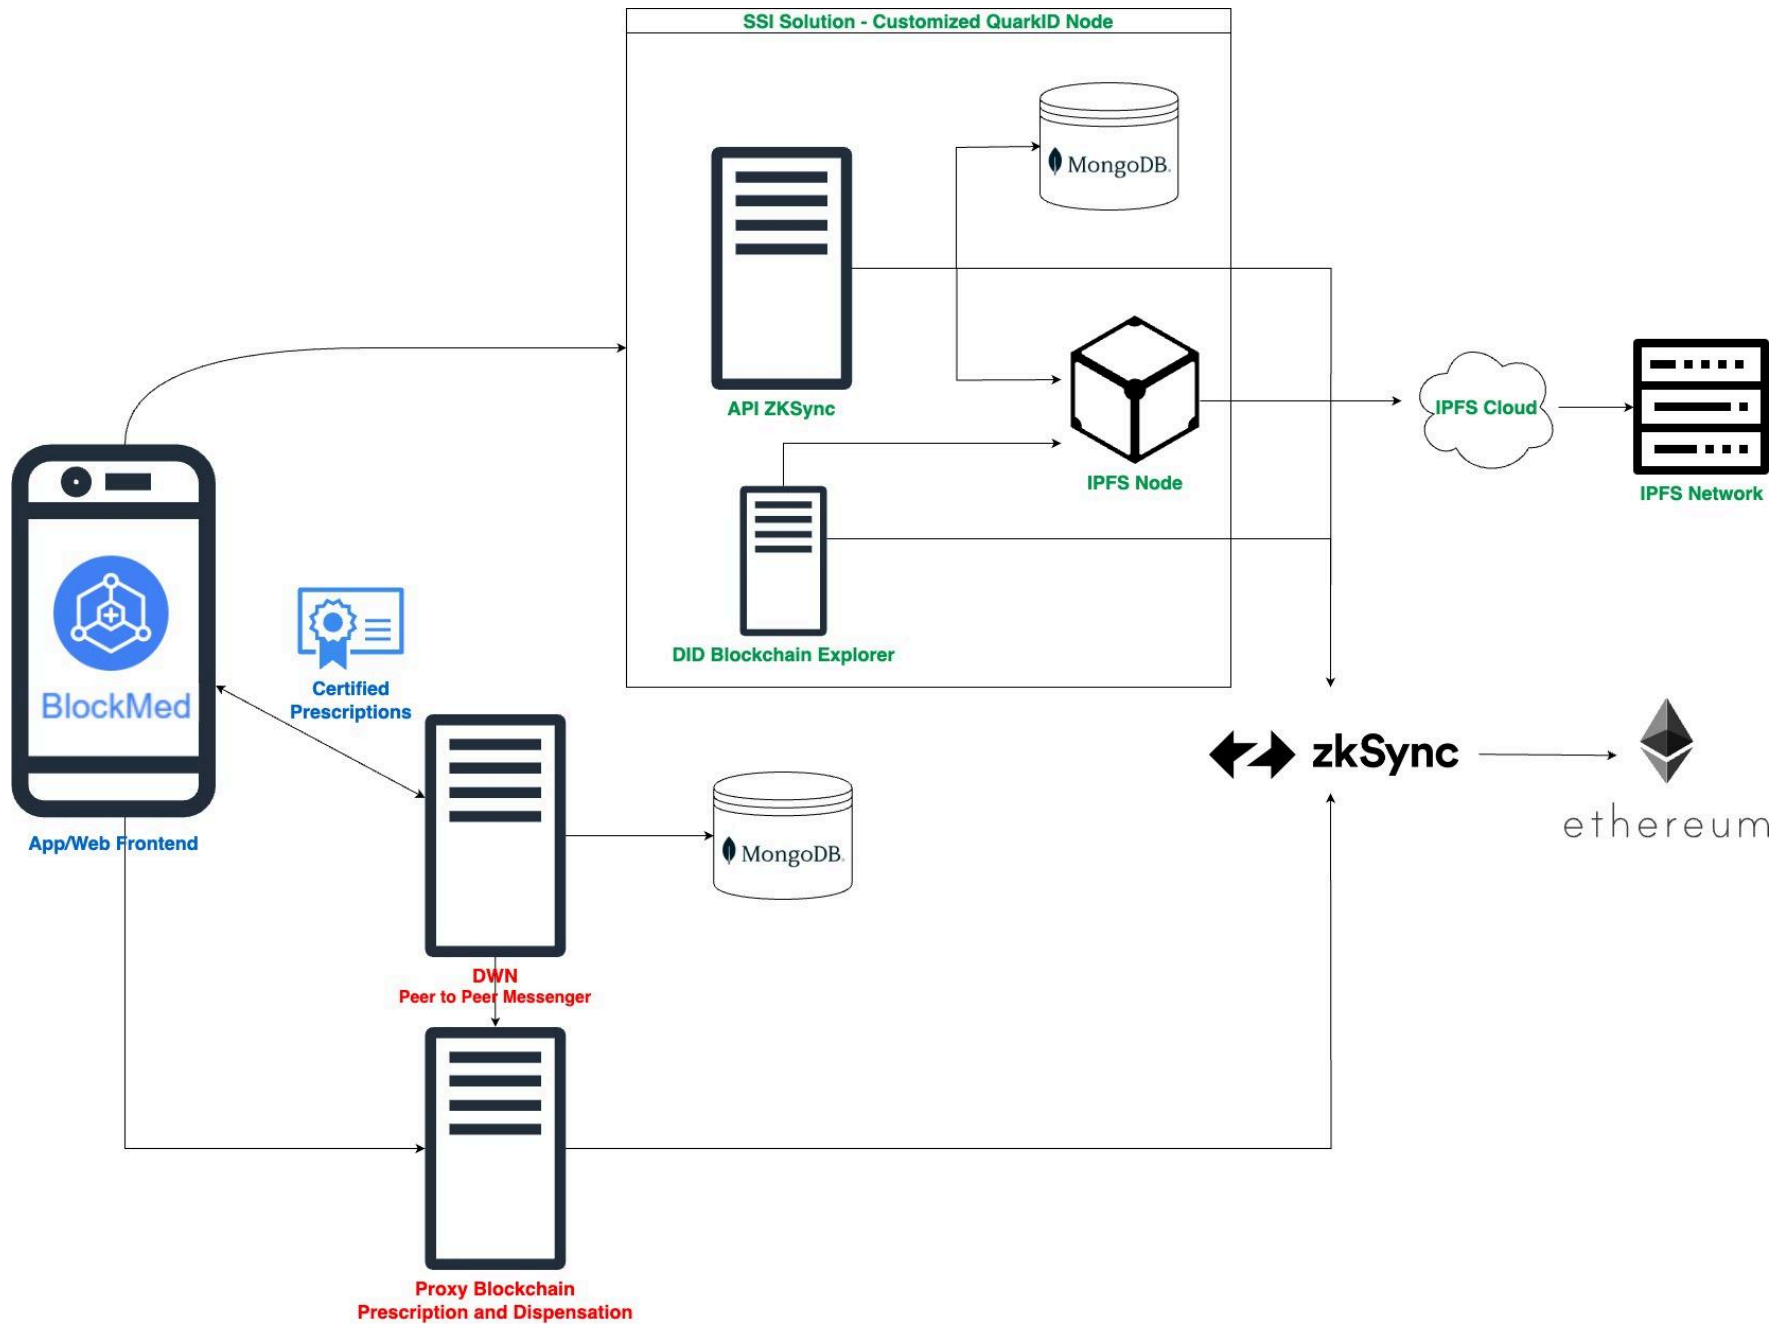 SSI Solution - Customized QuarkID Node
MongoDB.
API ZKSync
IPFS Node
IPFS Cloud
IPFS Network
DID Blockchain Explorer
BlockMed
App/Web Frontend
Certified
Prescriptions
zkSync
ethereum
MongoDB.
DWN
Peer to Peer Messenger
Proxy Blockchain
Prescription and Dispensation